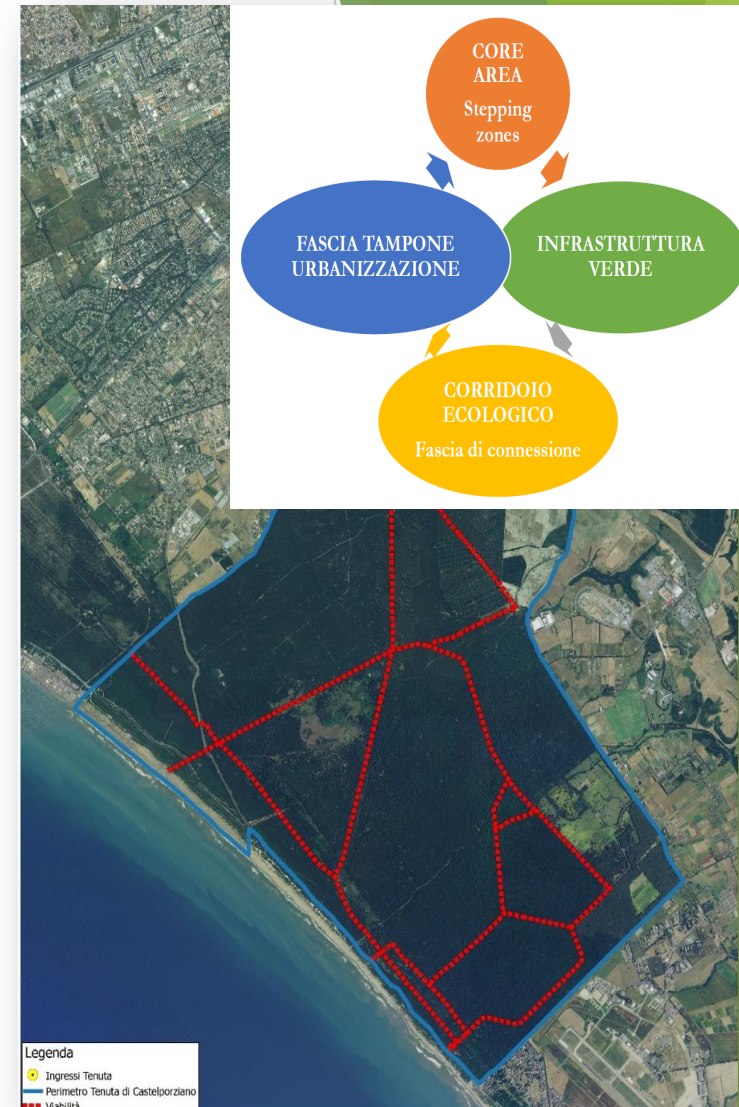 CORE
AREA
Stepping
zones
FASCIA TAMPONE
URBANIZZAZIONE
INFRASTRUTTURA
VERDE
CORRIDOIO
ECOLOGICO
Fascia di connessione
Legenda
Ingressi Tenuta
Perimetro Tenuta di Castelporziano
Viabilità